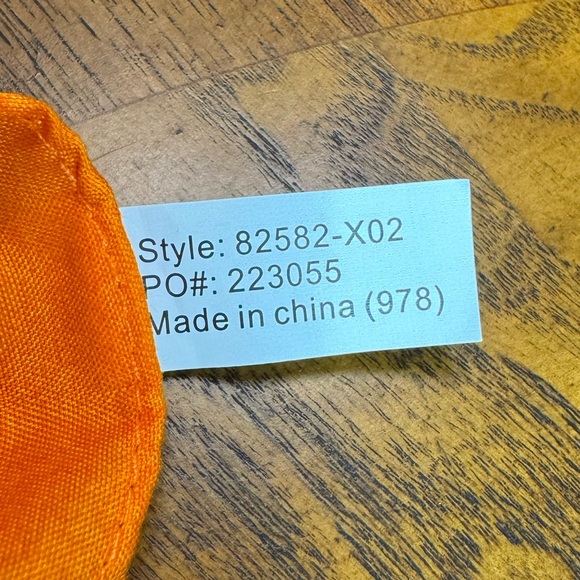 Style: 82582-X02
PO#: 223055
Made in china (978)